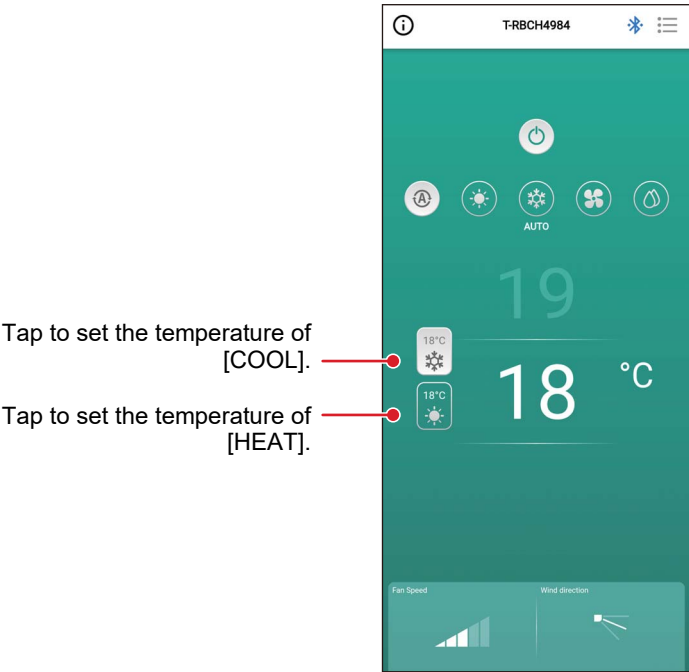 T-RBCH4984
A
AUTO
19
Tap to set the temperature of
[COOL].
18°C
18 °C
Tap to set the temperature of
[HEAT].
18°C
Fan Speed
Wind direction